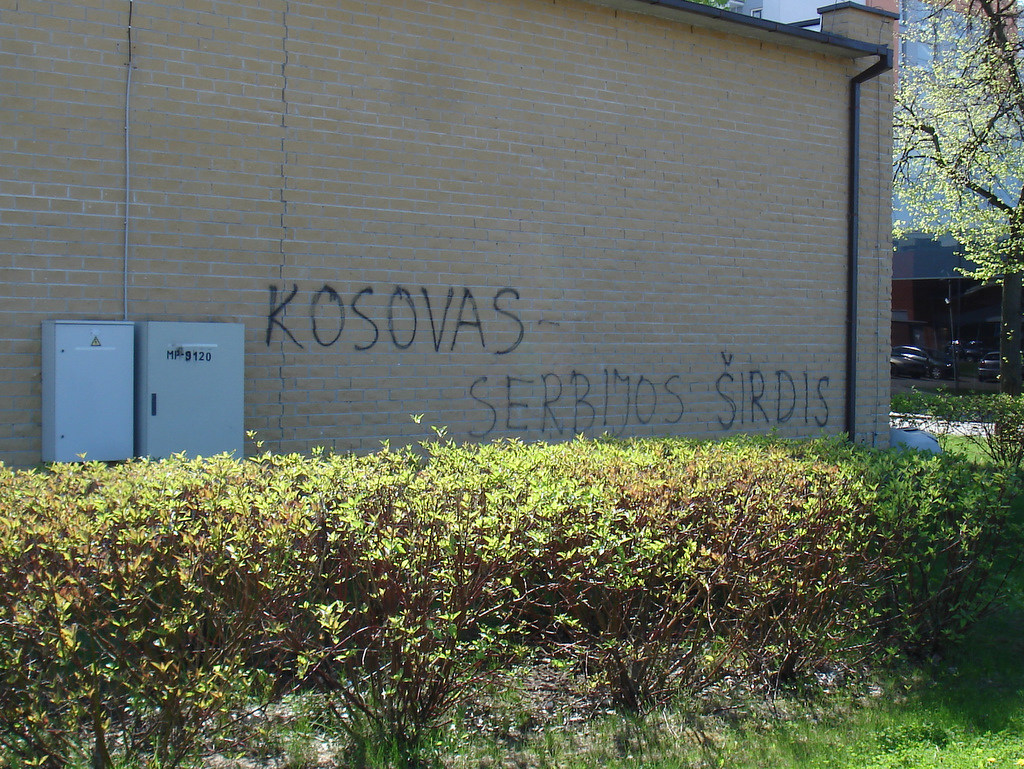 KOSOVAS -
SERBIJOS ŠIRDIS
MP-9120